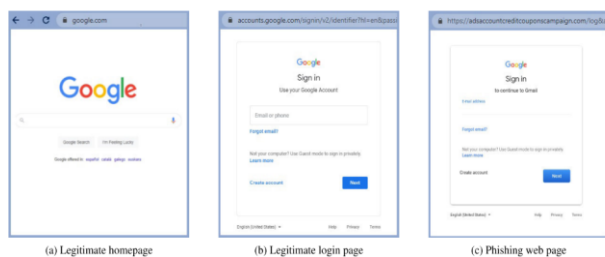 google.com
Google
Google Search I'm Feeling Lucky
Google offered in: español català galego euskara
(a) Legitimate homepage
accounts.google.com/signin/v2/identifier?hl=en&passi
Google
Sign in
Use your Google Account
Email or phone
Forgot email?
Not your computer? Use Guest mode to sign in privately.
Learn more
Create account Next
English (United States) Help Privacy Terms
(b) Legitimate login page
https://adsaccountcreditcouponscampaign.com/log&
Google
Sign in
to continue to Gmail
Forgot email?
Not your computer? Use Guest mode to sign in privately.
Learn more
Create account Next
English (United States) Help Privacy Terms
(c) Phishing web page